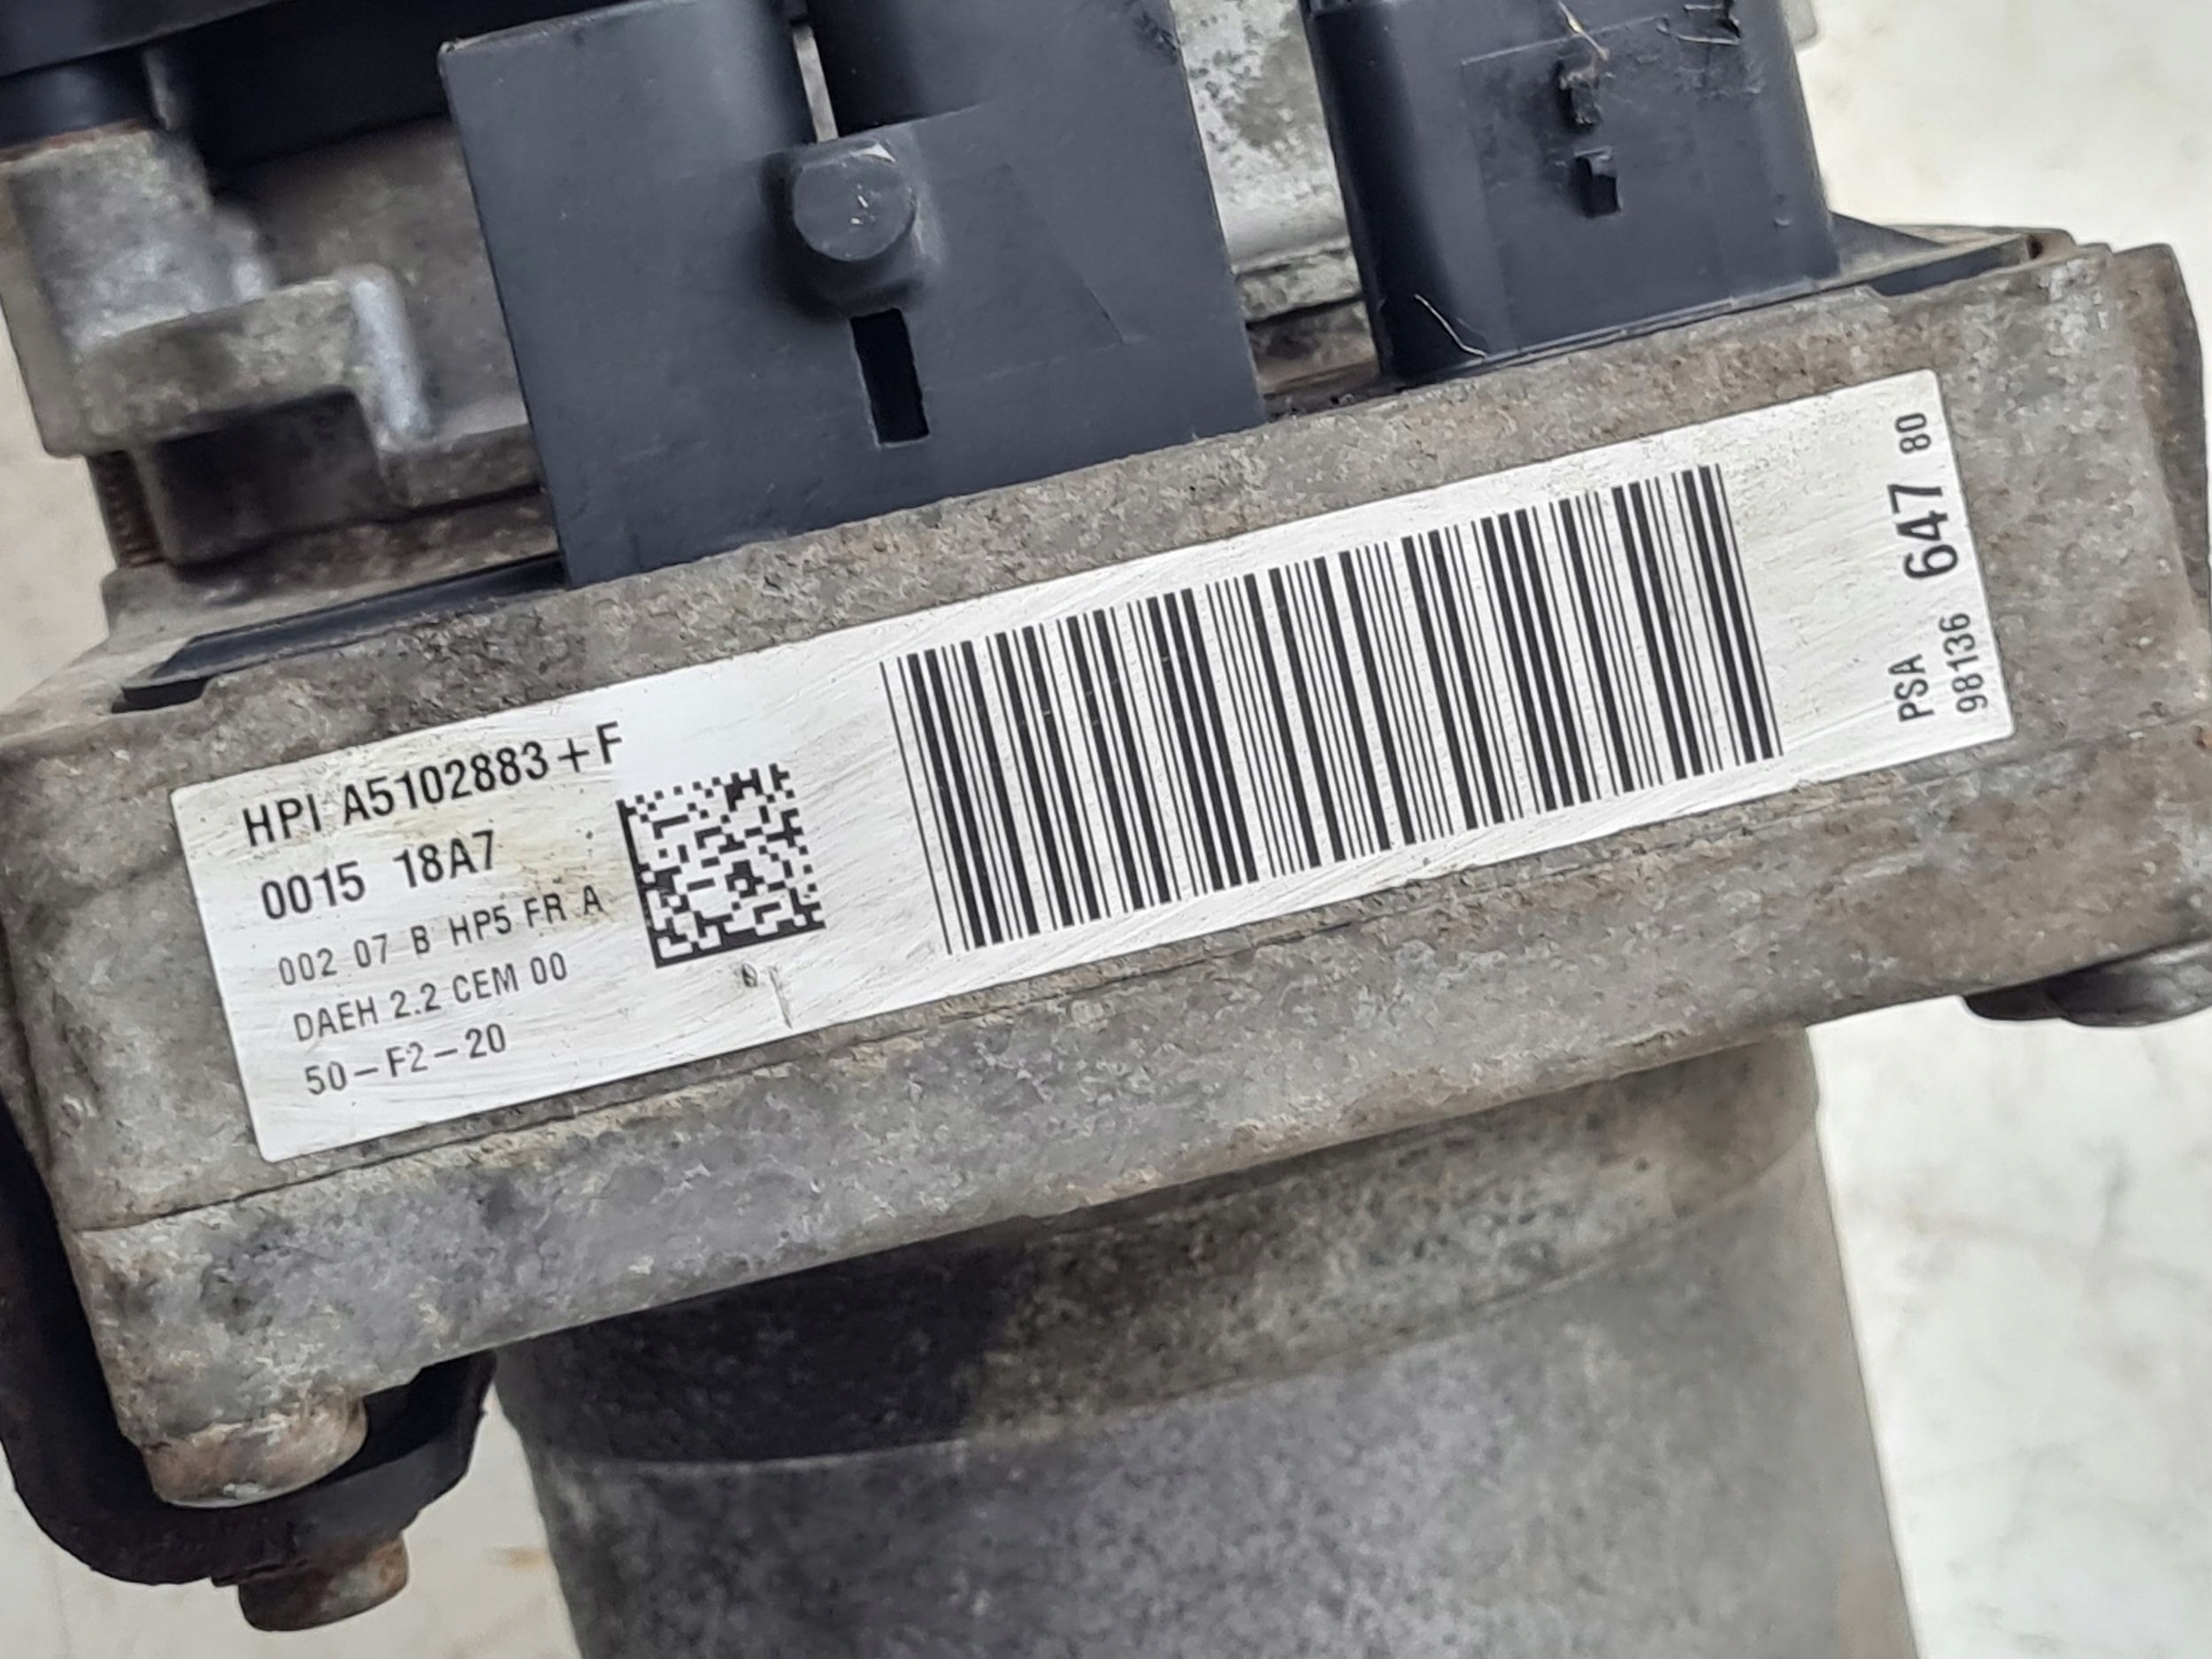 HPI A5102883+F
0015 18A7
002 07 B HP5 FR A
DAEH 2.2 CEM 00
50-F2-20
PSA
98136 647 80